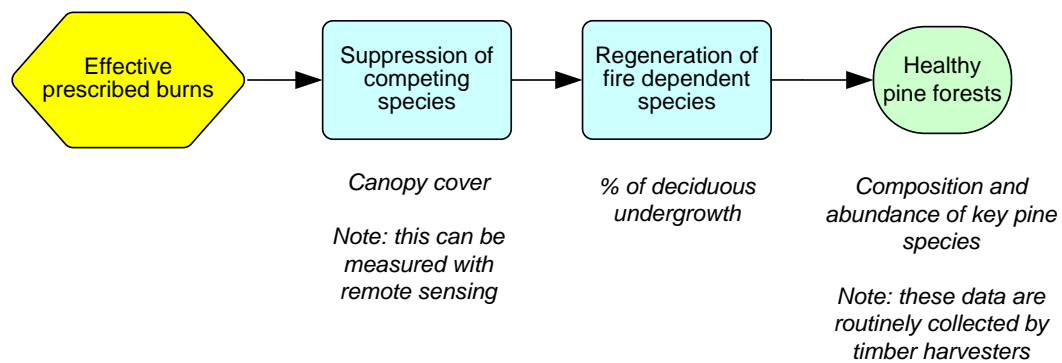 Effective
prescribed burns
Suppression of
competing
species
Regeneration of
fire dependent
species
Healthy
pine forests
Canopy cover
Note: this can be
measured with
remote sensing
% of deciduous
undergrowth
Composition and
abundance of key pine
species
Note: these data are
routinely collected by
timber harvesters